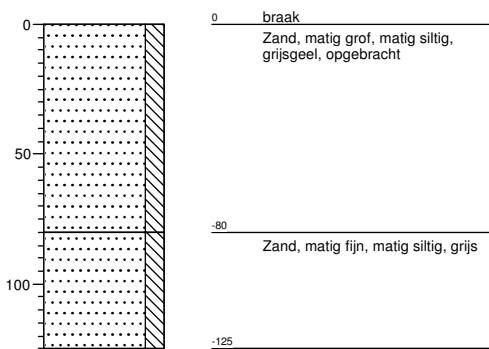 0
50
100
0 braak
Zand, matig grof, matig siltig,
grijsgeel, opgebracht
-80
Zand, matig fijn, matig siltig, grijs
-125